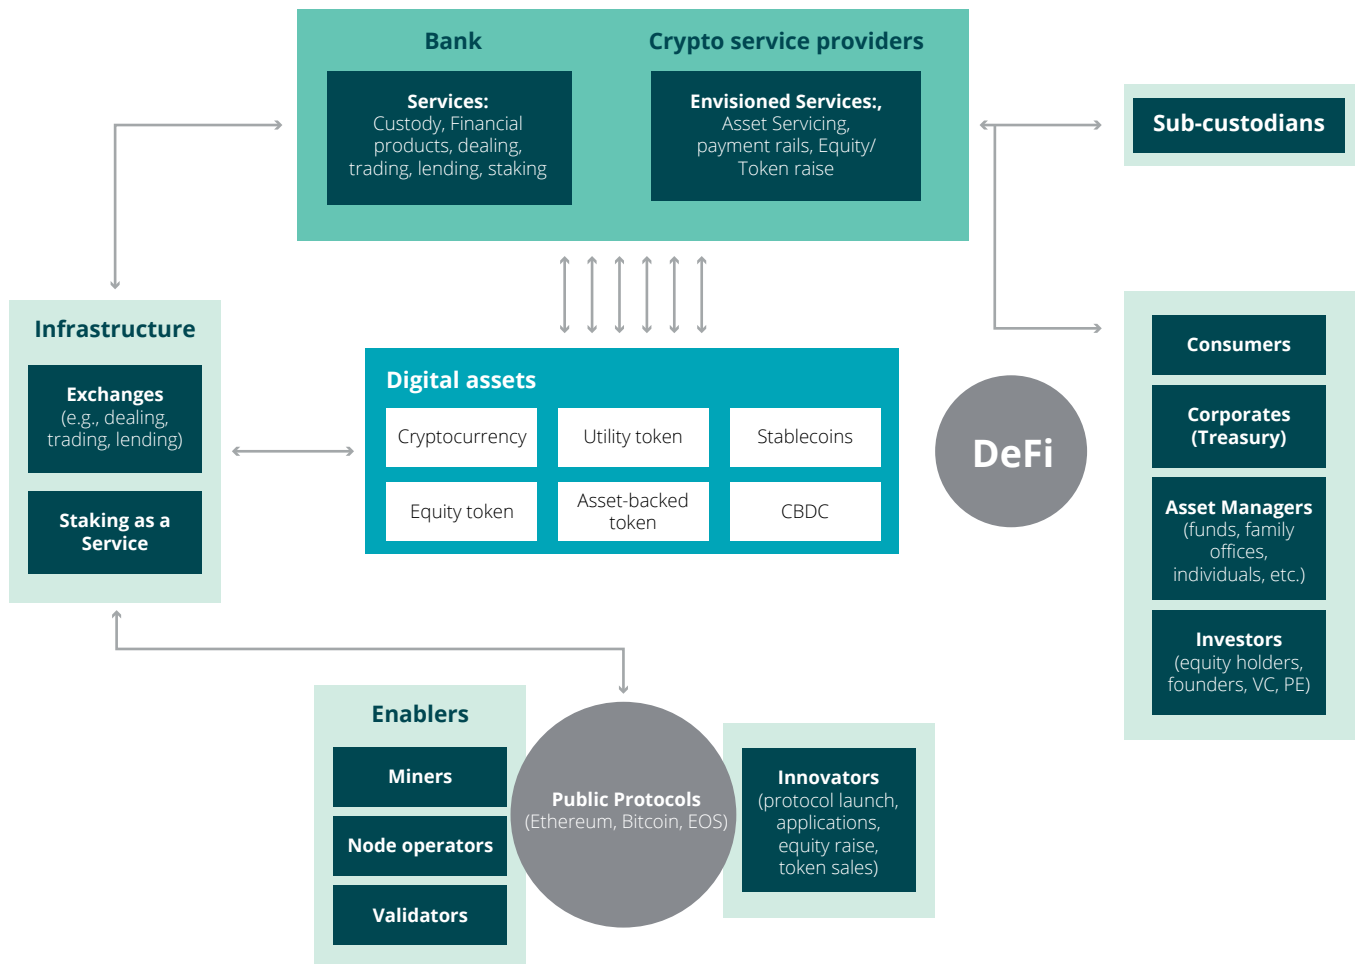 Bank
Services:
Custody, Financial
products, dealing,
trading, lending, staking
Crypto service providers
Envisioned Services:,
Asset Servicing,
payment rails, Equity/
Token raise
Sub-custodians
Infrastructure
Exchanges
(e.g., dealing,
trading, lending)
Staking as a
Service
Digital assets
Cryptocurrency
Utility token
Stablecoins
Equity token
Asset-backed
token
CBDC
DeFi
Consumers
Corporates
(Treasury)
Asset Managers
(funds, family
offices,
individuals, etc.)
Investors
(equity holders,
founders, VC, PE)
Enablers
Miners
Node operators
Validators
Public Protocols
(Ethereum, Bitcoin, EOS)
Innovators
(protocol launch,
applications,
equity raise,
token sales)